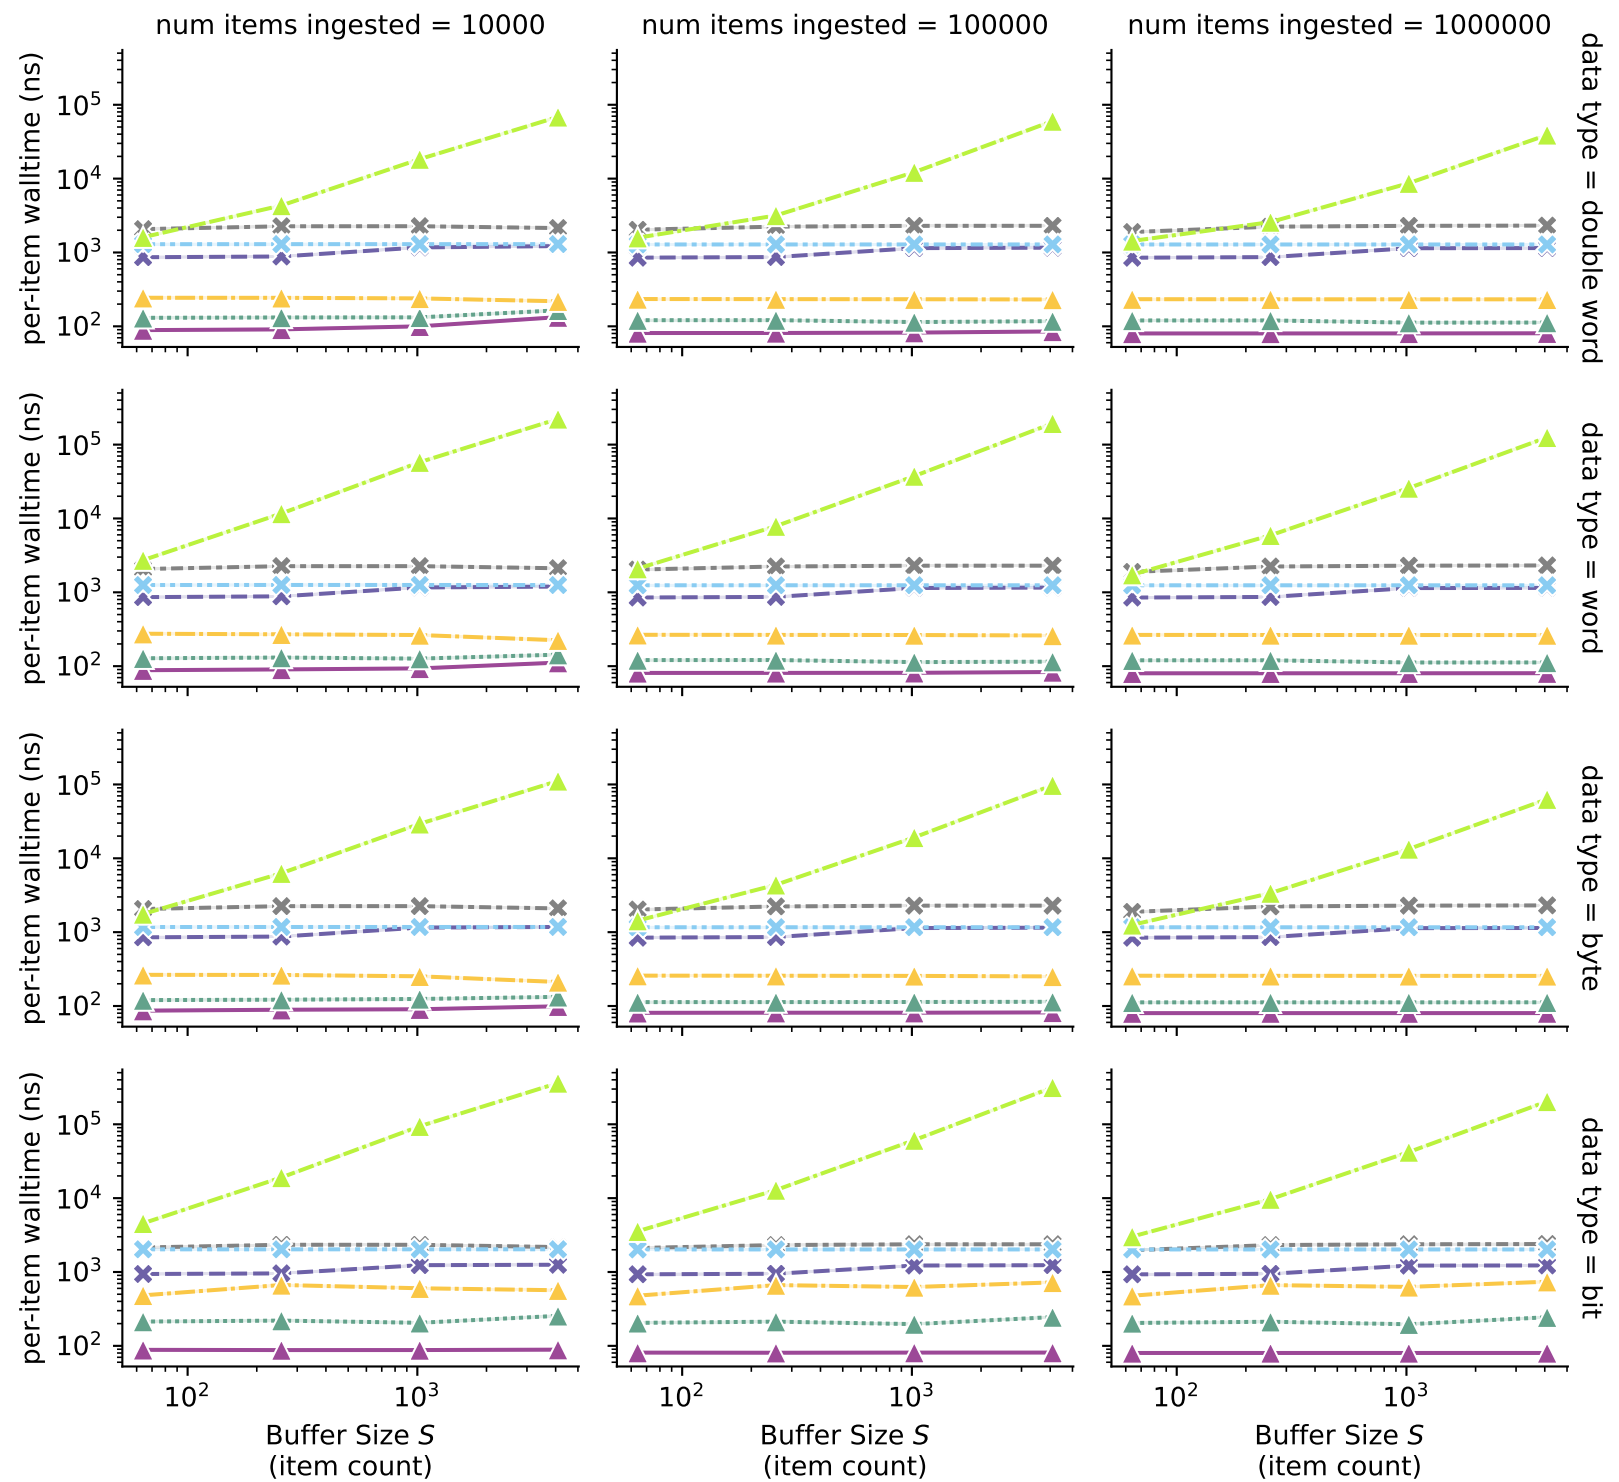 num items ingested = 10000
num items ingested = 100000
num items ingested = 1000000
per-item walltime (ns)
10^5
10^4
10^3
10^2
data type = double word
per-item walltime (ns)
10^5
10^4
10^3
10^2
data type = word
per-item walltime (ns)
10^5
10^4
10^3
10^2
data type = byte
per-item walltime (ns)
10^5
10^4
10^3
10^2
data type = bit
10^2
10^3
10^2
10^3
10^2
10^3
Buffer Size S
(item count)
Buffer Size S
(item count)
Buffer Size S
(item count)